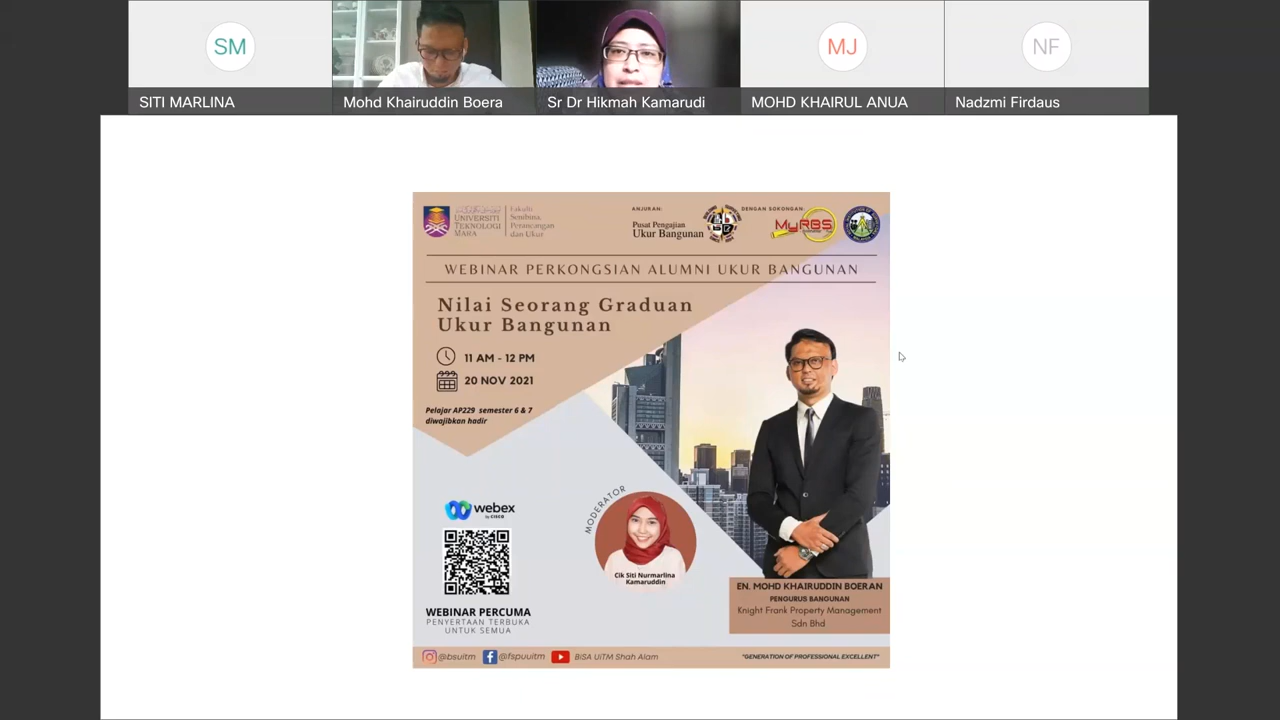 SM
SITI MARLINA
Mohd Khairuddin Boera
Sr Dr Hikmah Kamarudi
MJ
MOHD KHAIRUL ANUA
NF
Nadzmi Firdaus
UNIVERSITI
TEKNOLOGI
MARA
Fakulti
Senibina,
Perancangan
dan Ukur
ANJURAN:
Pusat Pengajian
Ukur Bangunan
DENGAN SOKONGAN:
MyRBS
WEBINAR PERKONGSIAN ALUMNI UKUR BANGUNAN
Nilai Seorang Graduan
Ukur Bangunan
11 AM - 12 PM
20 NOV 2021
Pelajar AP229 semester 6 & 7
diwajibkan hadir
webex
by CISCO
MODERATOR
Cik Siti Nurmarlina
Kamaruddin
WEBINAR PERCUMA
PENYERTAAN TERBUKA
UNTUK SEMUA
EN. MOHD KHAIRUDDIN BOERAN
PENGURUS BANGUNAN
Knight Frank Property Management
Sdn Bhd
@bsuitm
@fspuuitm
BISA UiTM Shah Alam
"GENERATION OF PROFESSIONAL EXCELLENT"